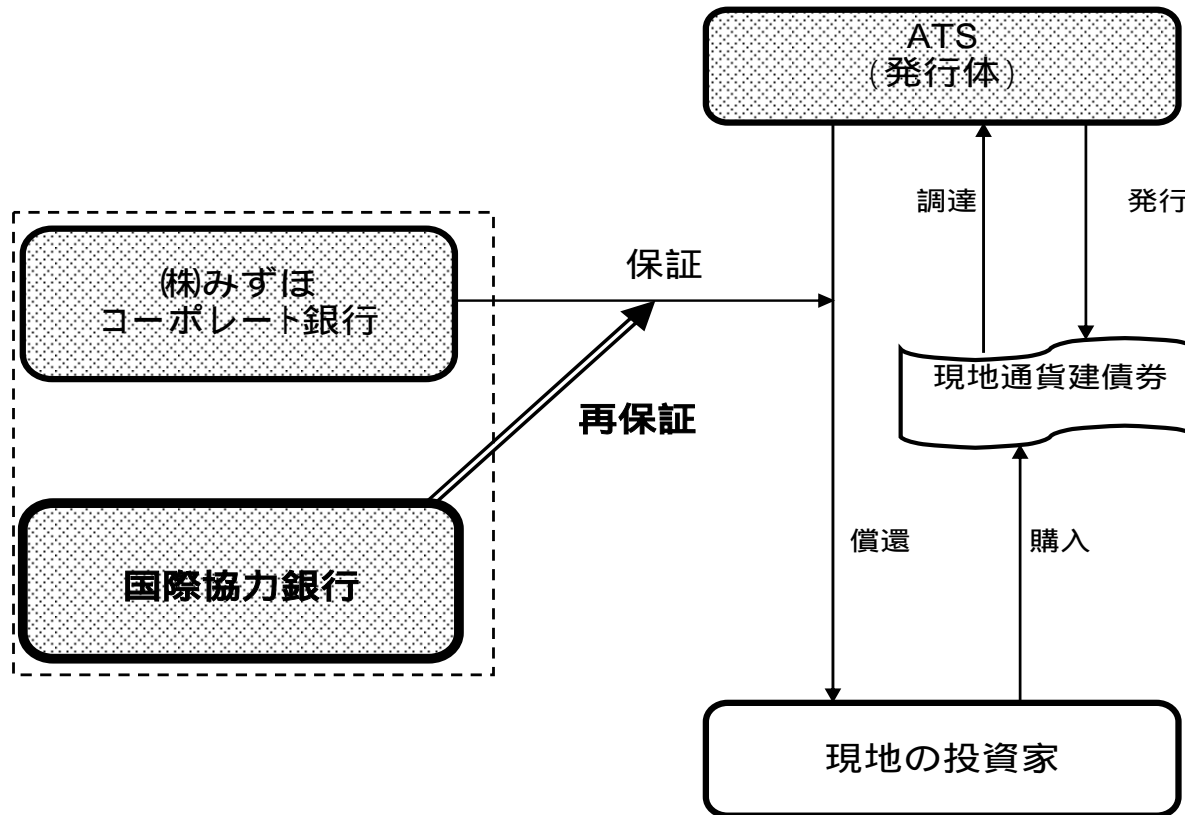 ATS
(発行体)
調達
発行
㈱みずほ
コーポレート銀行
保証
現地通貨建債券
再保証
償還
購入
国際協力銀行
現地の投資家